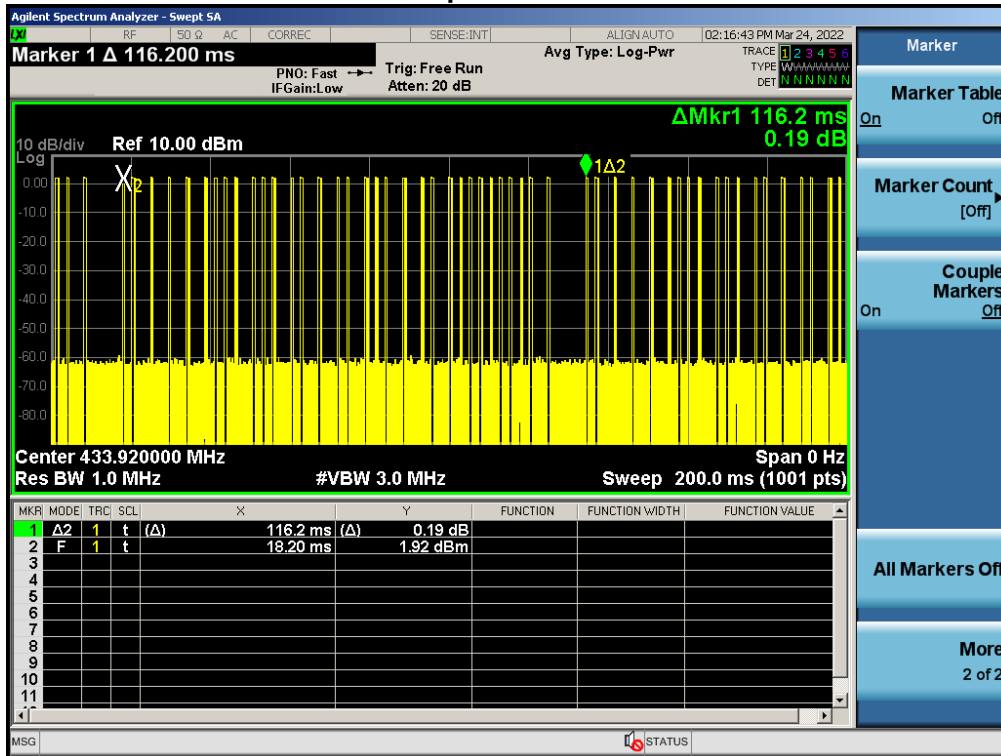 Agilent Spectrum Analyzer - Swept SA
LXI RF 50 Ω AC CORREC SENSE:INT ALIGN AUTO 02:16:43 PM Mar 24, 2022
Marker 1 Δ 116.200 ms
PNO: Fast
IFGain:Low
Trig: Free Run
Atten: 20 dB
Avg Type: Log-Pwr
TRACE 1 2 3 4 5 6
TYPE WWWWWW
DET N N N N N N
ΔMkr1 116.2 ms
0.19 dB
10 dB/div Ref 10.00 dBm
Log
1Δ2
X2
0.00
-10.0
-20.0
-30.0
-40.0
-50.0
-60.0
-70.0
-80.0
Center 433.920000 MHz Span 0 Hz
Res BW 1.0 MHz #VBW 3.0 MHz Sweep 200.0 ms (1001 pts)
MKR MODE TRC SCL X Y FUNCTION FUNCTION WIDTH FUNCTION VALUE
1 Δ2 1 t (Δ) 116.2 ms (Δ) 0.19 dB
2 F 1 t 18.20 ms 1.92 dBm
3
4
5
6
7
8
9
10
11
MSG STATUS
Marker
Marker Table
On Off
Marker Count
[Off]
Couple
Markers
On Off
All Markers Off
More
2 of 2